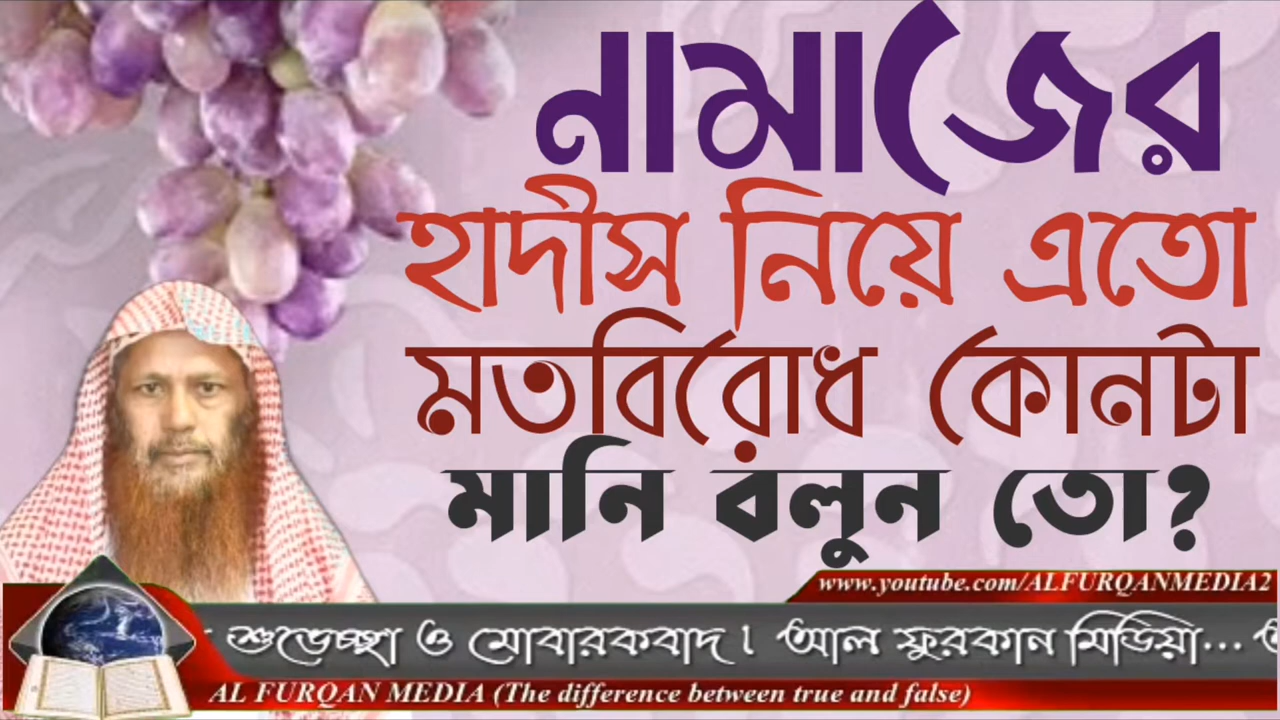 নামাজের
হাদীস নিয়ে এতো
মতবিরোধ কোনটা
মানি বলুন তো?
www.youtube.com/ALFURQANMEDIA2
শুভেচ্ছা ও মোবারকবাদ। আল ফুরকান মিডিয়া...
AL FURQAN MEDIA (The difference between true and false)